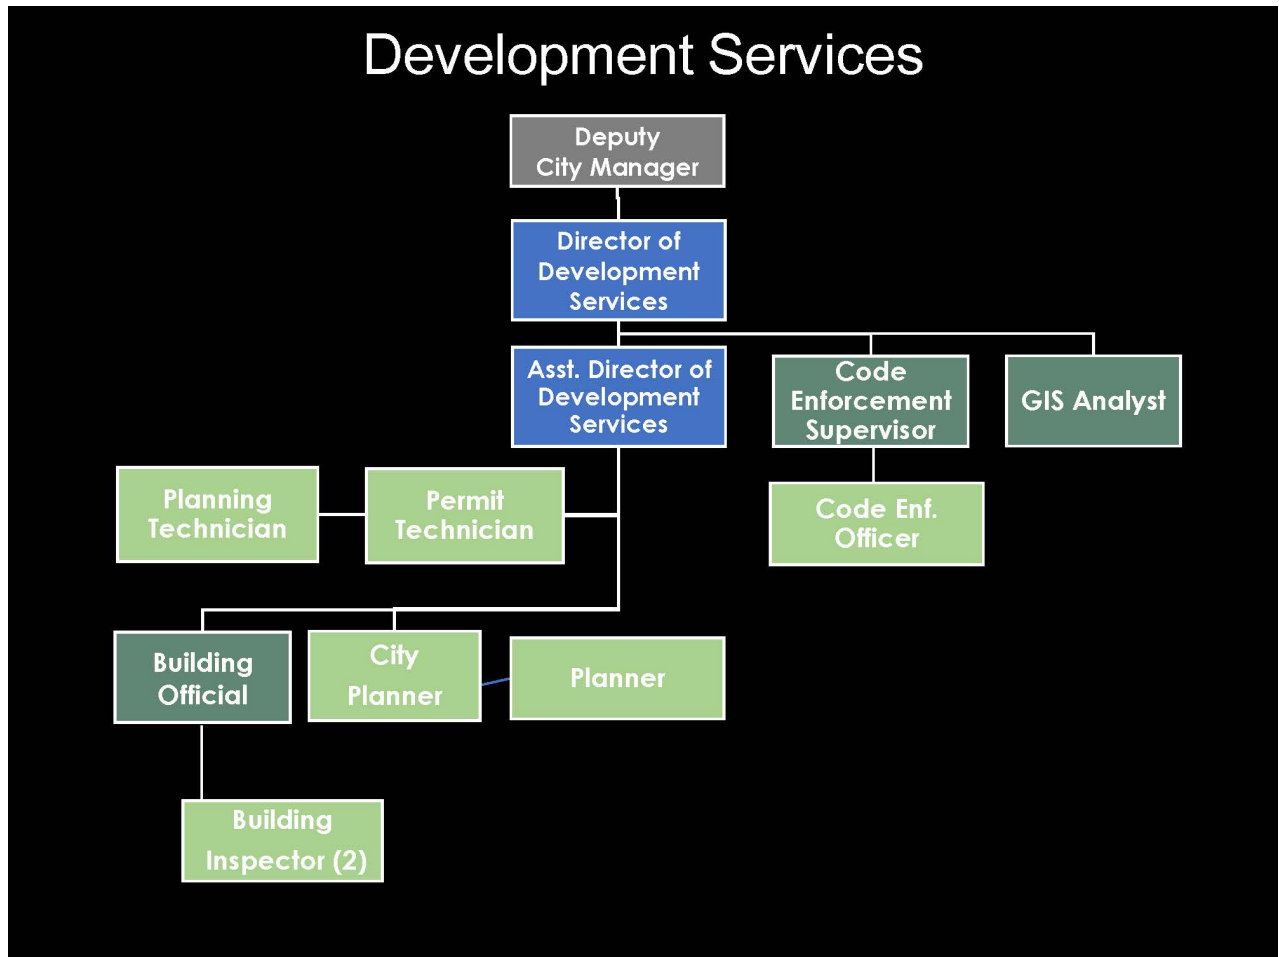 Development Services
Deputy
City Manager
Director of
Development
Services
Asst. Director of
Development
Services
Code
Enforcement
Supervisor
GIS Analyst
Planning
Technician
Permit
Technician
Code Enf.
Officer
Building
Official
City
Planner
Planner
Building
Inspector (2)